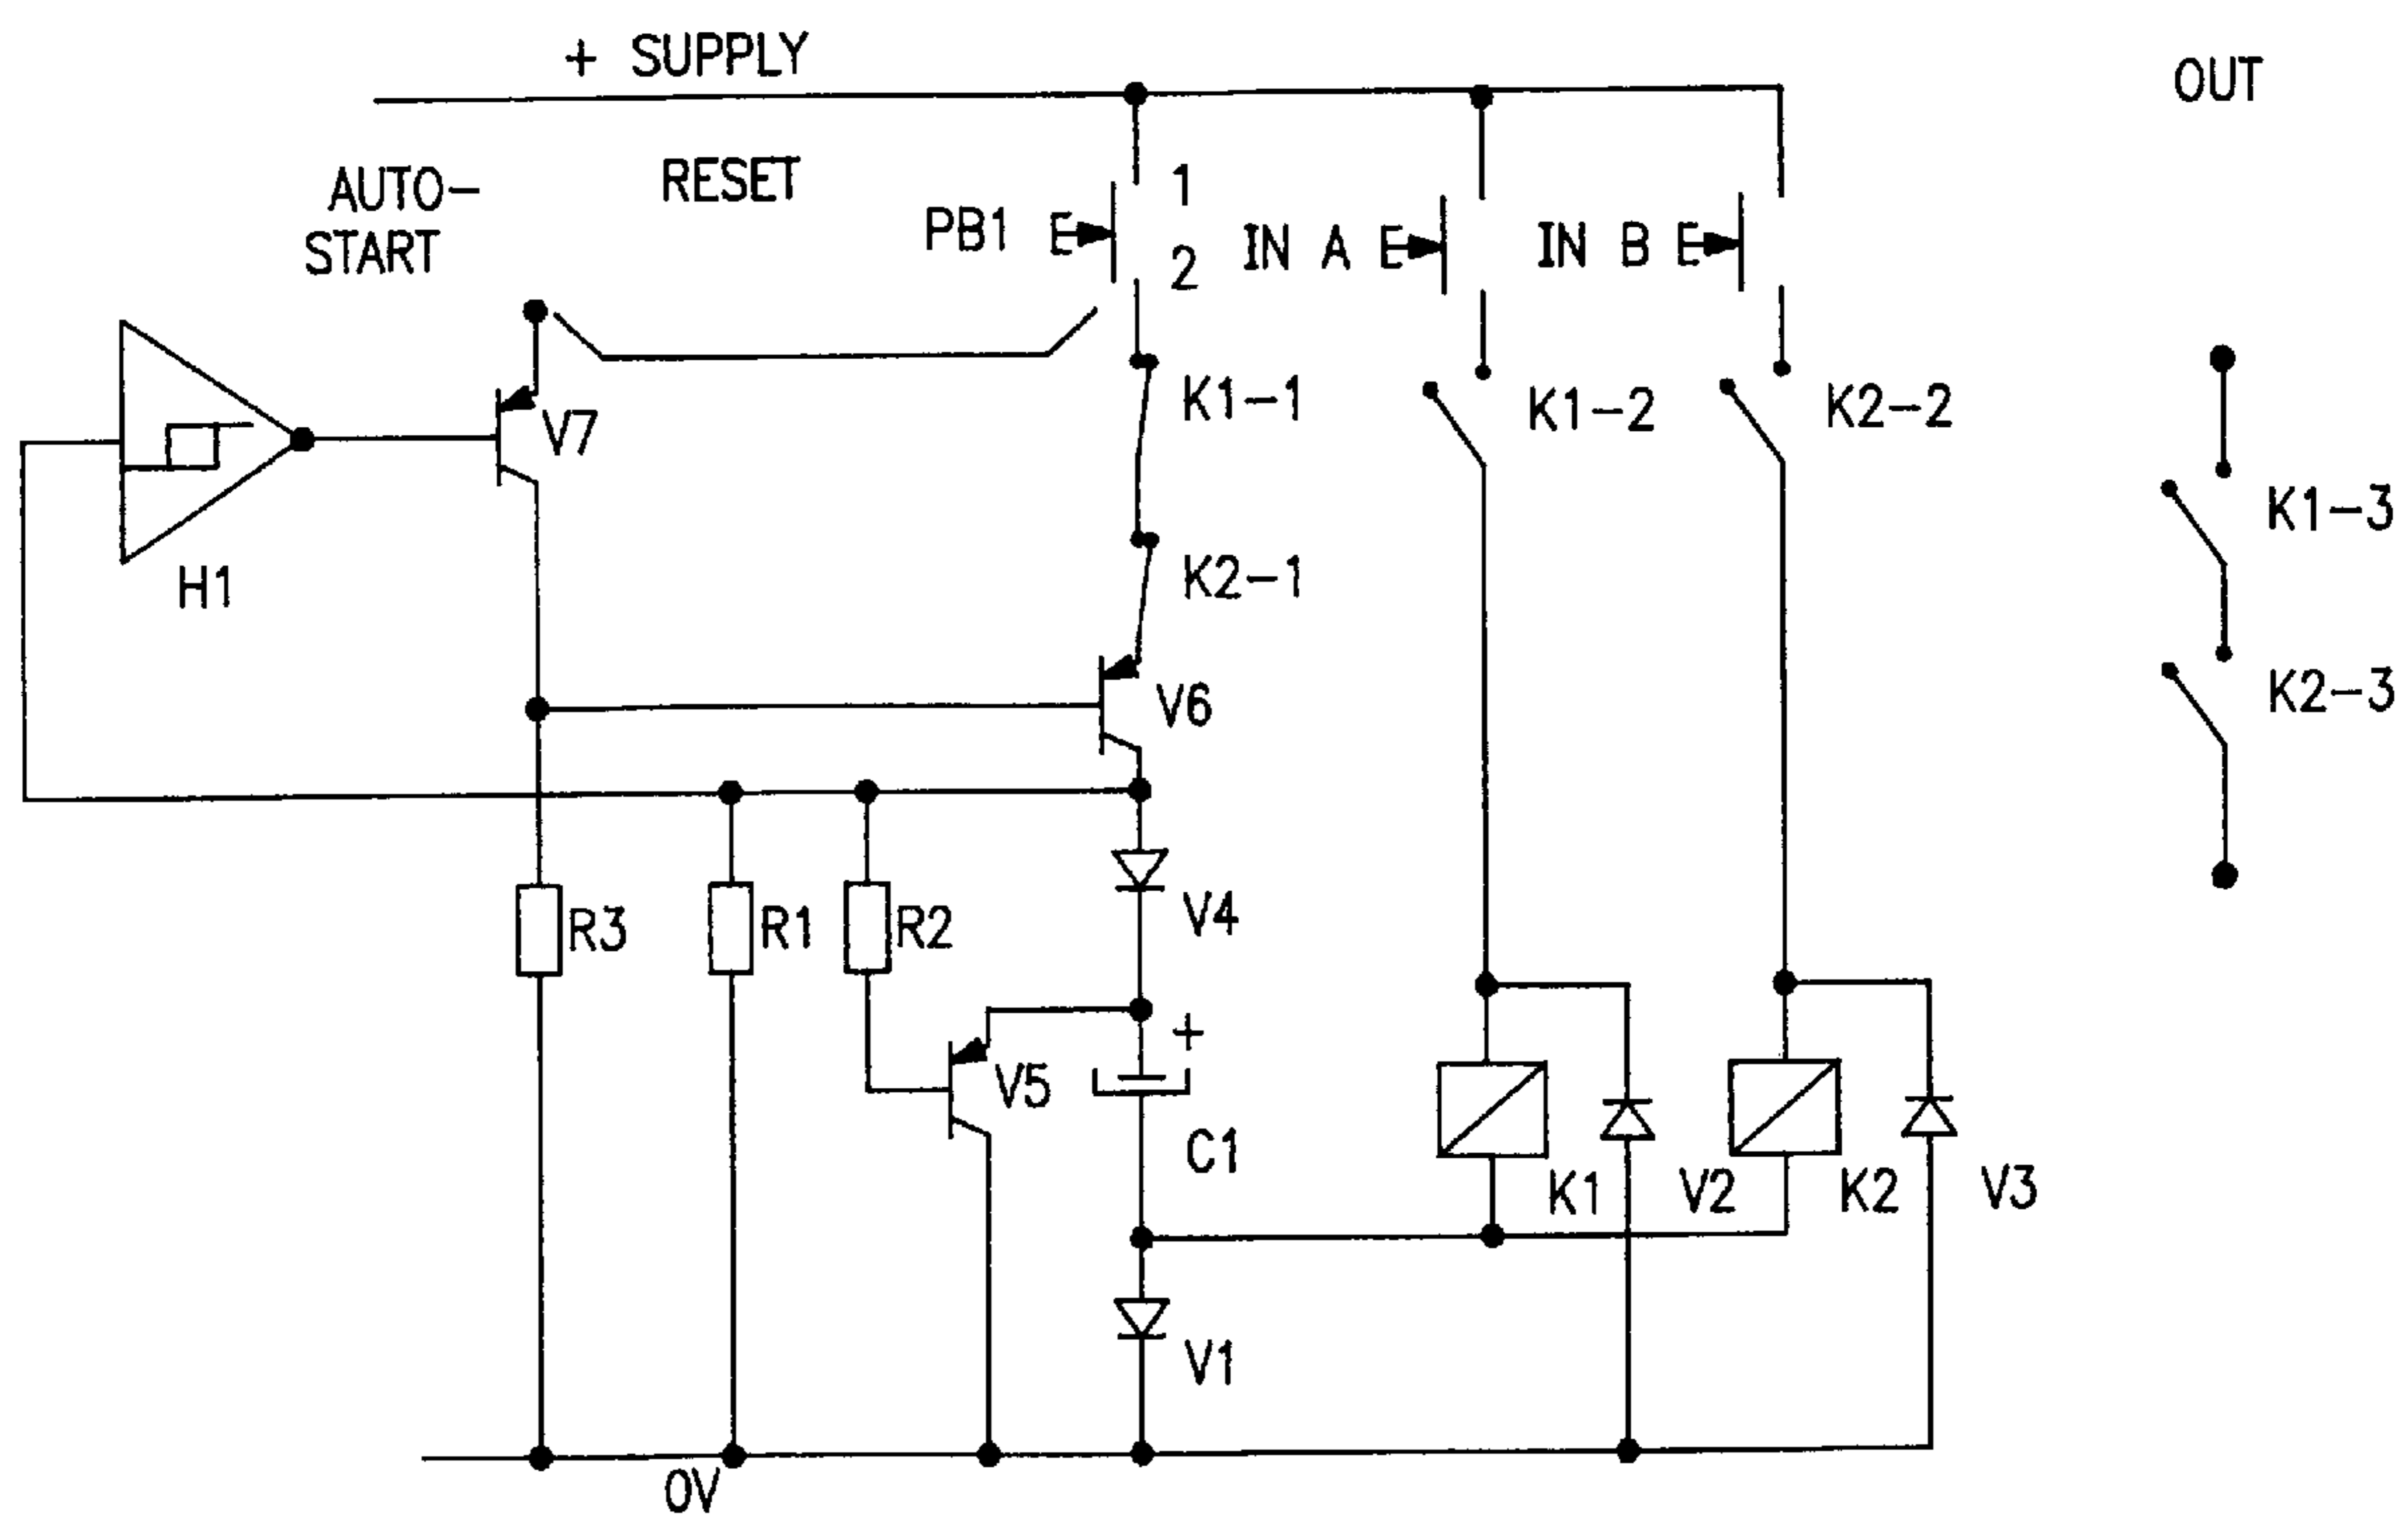 + SUPPLY
OUT
AUTO-
START
RESET
PB1
1
2
IN A
IN B
K1-1
K1-2
K2-2
V7
K1-3
H1
K2-1
V6
K2-3
R3
R1
R2
V4
V5
+
C1
K1
V2
K2
V3
V1
0V